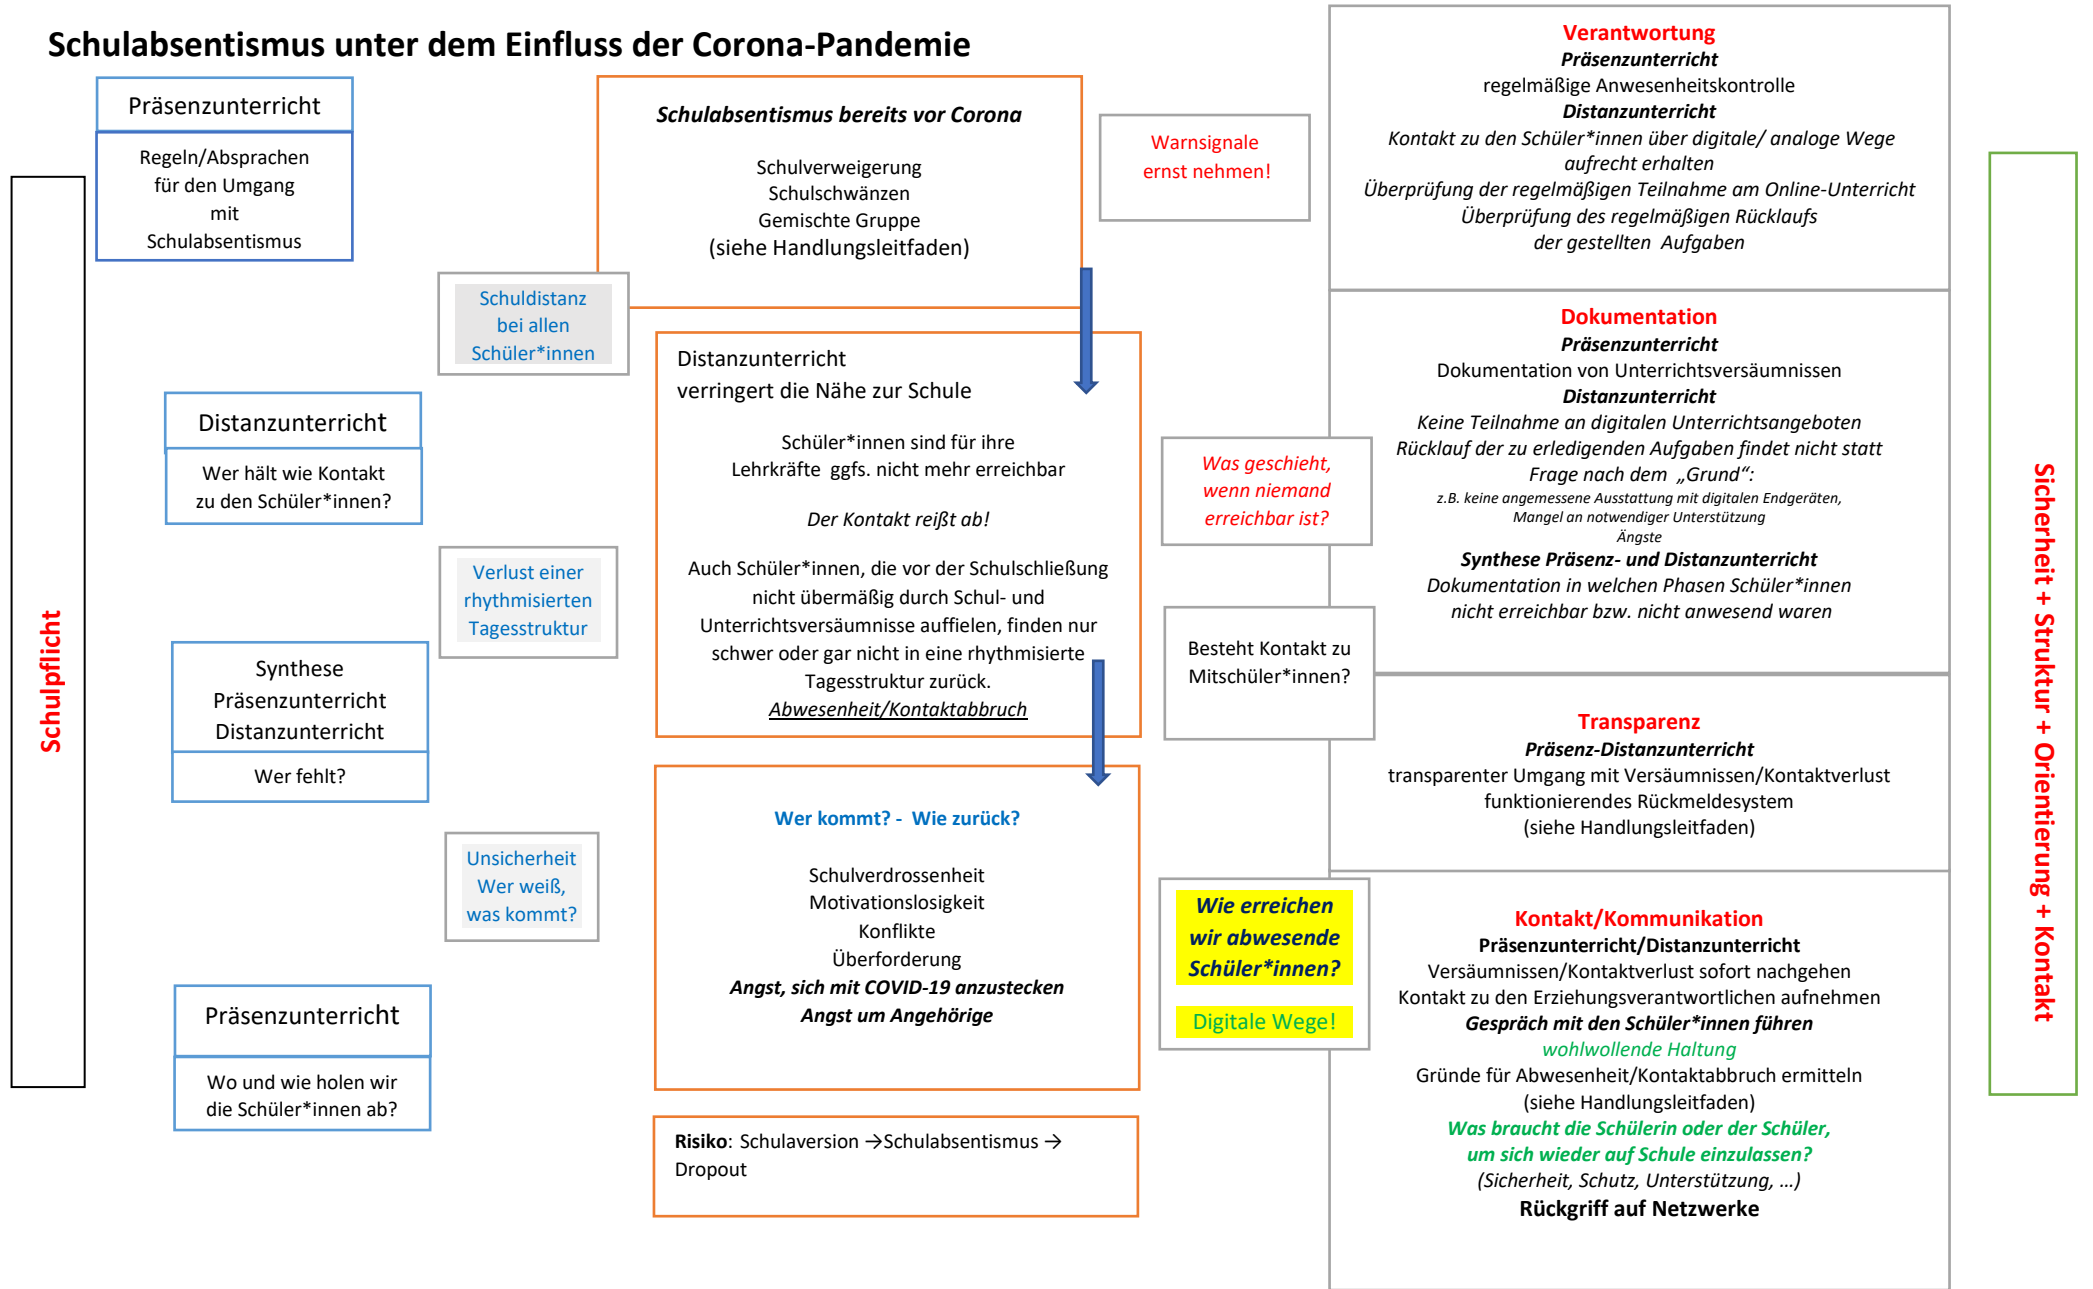 Schulabsentismus unter dem Einfluss der Corona-Pandemie
Schulpflicht
Präsenzunterricht
Regeln/Absprachen
für den Umgang
mit
Schulabsentismus
Distanzunterricht
Wer hält wie Kontakt
zu den Schüler*innen?
Synthese
Präsenzunterricht
Distanzunterricht
Wer fehlt?
Präsenzunterricht
Wo und wie holen wir
die Schüler*innen ab?
Schuldistanz
bei allen
Schüler*innen
Verlust einer
rhythmisierten
Tagesstruktur
Unsicherheit
Wer weiß,
was kommt?
Schulabsentismus bereits vor Corona
Schulverweigerung
Schulschwänzen
Gemischte Gruppe
(siehe Handlungsleitfaden)
Distanzunterricht
verringert die Nähe zur Schule
Schüler*innen sind für ihre
Lehrkräfte ggfs. nicht mehr erreichbar
Der Kontakt reißt ab!
Auch Schüler*innen, die vor der Schulschließung
nicht übermäßig durch Schul- und
Unterrichtsversäumnisse auffielen, finden nur
schwer oder gar nicht in eine rhythmisierte
Tagesstruktur zurück.
Abwesenheit/Kontaktabbruch
Wer kommt? - Wie zurück?
Schulverdrossenheit
Motivationslosigkeit
Konflikte
Überforderung
Angst, sich mit COVID-19 anzustecken
Angst um Angehörige
Risiko: Schulaversion →Schulabsentismus →
Dropout
Warnsignale
ernst nehmen!
Was geschieht,
wenn niemand
erreichbar ist?
Besteht Kontakt zu
Mitschüler*innen?
Wie erreichen
wir abwesende
Schüler*innen?
Digitale Wege!
Verantwortung
Präsenzunterricht
regelmäßige Anwesenheitskontrolle
Distanzunterricht
Kontakt zu den Schüler*innen über digitale/ analoge Wege
aufrecht erhalten
Überprüfung der regelmäßigen Teilnahme am Online-Unterricht
Überprüfung des regelmäßigen Rücklaufs
der gestellten Aufgaben
Dokumentation
Präsenzunterricht
Dokumentation von Unterrichtsversäumnissen
Distanzunterricht
Keine Teilnahme an digitalen Unterrichtsangeboten
Rücklauf der zu erledigenden Aufgaben findet nicht statt
Frage nach dem „Grund“:
z.B. keine angemessene Ausstattung mit digitalen Endgeräten,
Mangel an notwendiger Unterstützung
Ängste
Synthese Präsenz- und Distanzunterricht
Dokumentation in welchen Phasen Schüler*innen
nicht erreichbar bzw. nicht anwesend waren
Transparenz
Präsenz-Distanzunterricht
transparenter Umgang mit Versäumnissen/Kontaktverlust
funktionierendes Rückmeldesystem
(siehe Handlungsleitfaden)
Kontakt/Kommunikation
Präsenzunterricht/Distanzunterricht
Versäumnissen/Kontaktverlust sofort nachgehen
Kontakt zu den Erziehungsverantwortlichen aufnehmen
Gespräch mit den Schüler*innen führen
wohlwollende Haltung
Gründe für Abwesenheit/Kontaktabbruch ermitteln
(siehe Handlungsleitfaden)
Was braucht die Schülerin oder der Schüler,
um sich wieder auf Schule einzulassen?
(Sicherheit, Schutz, Unterstützung, …)
Rückgriff auf Netzwerke
Sicherheit + Struktur + Orientierung + Kontakt